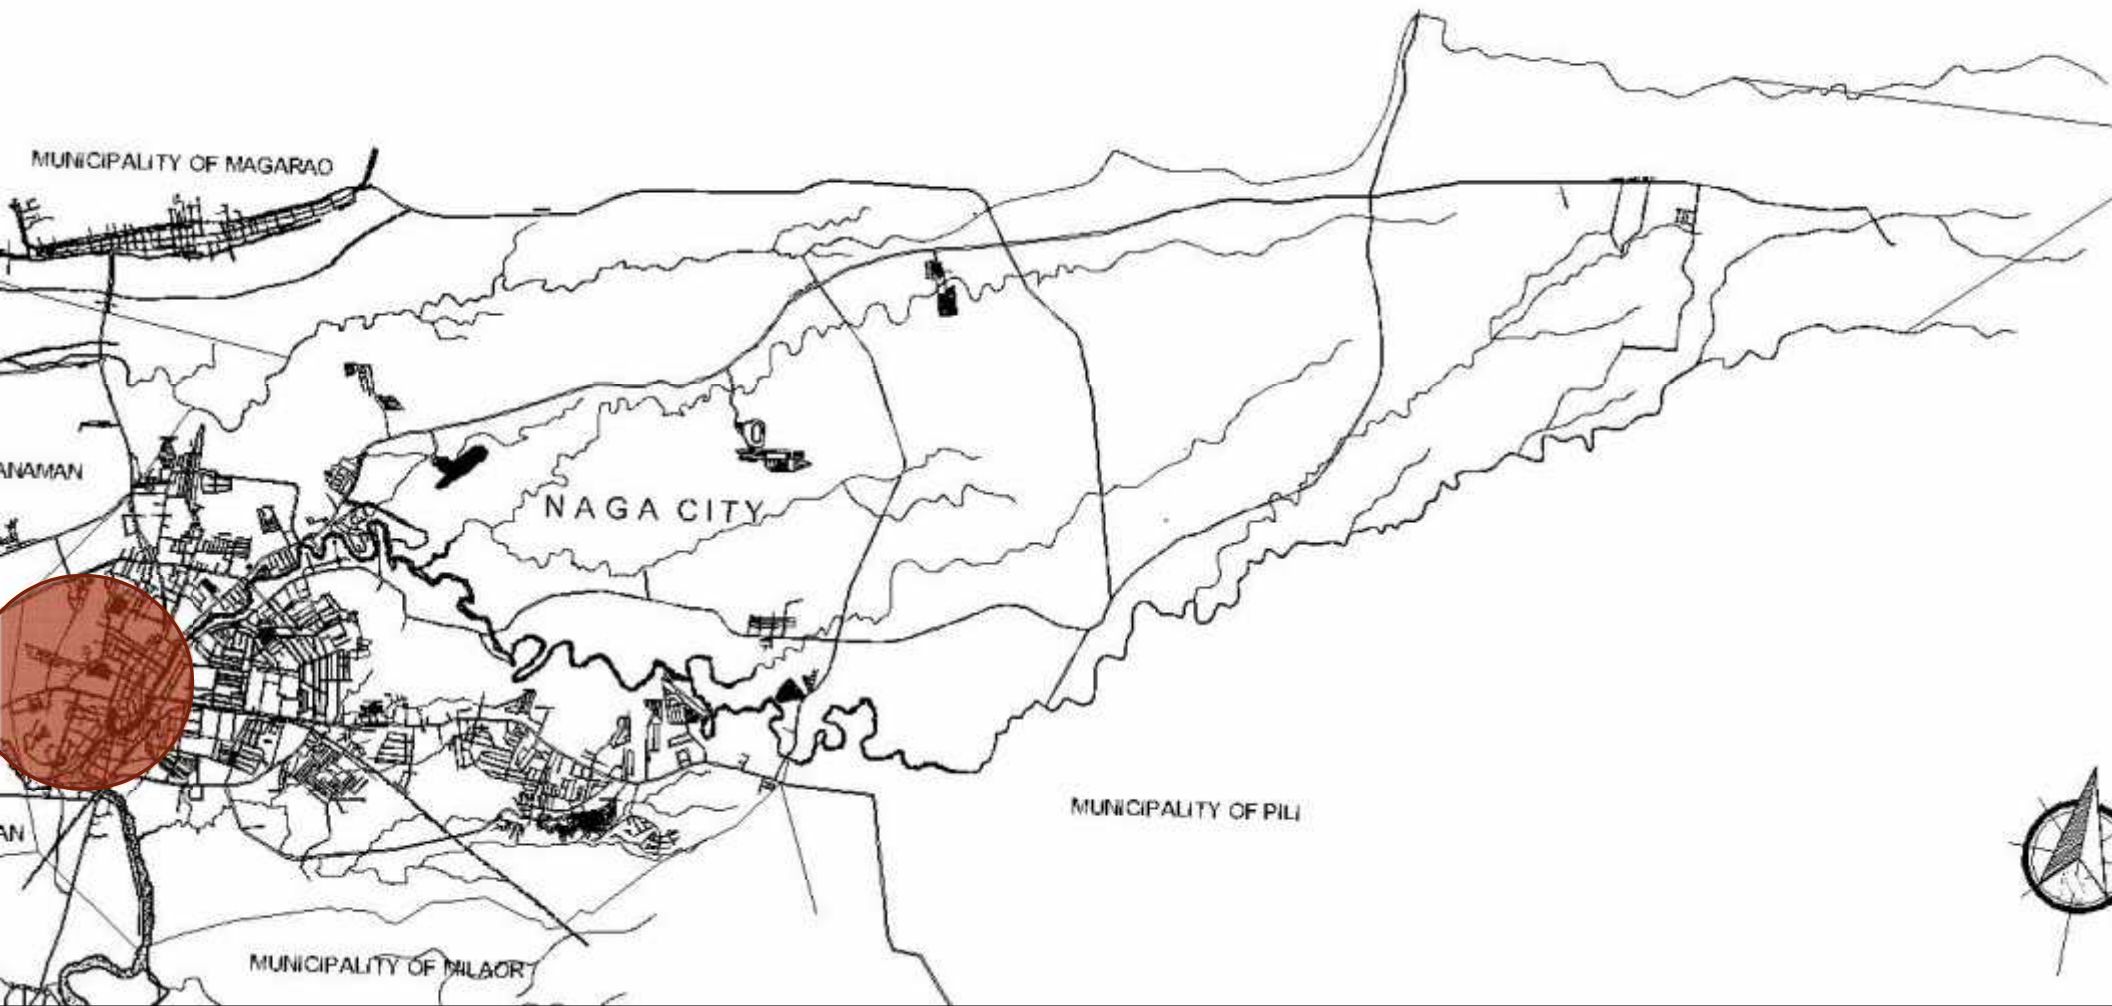 MUNICIPALITY OF MAGARAO
ANAMAN
NAGA CITY
MUNICIPALITY OF PILI
AN
MUNICIPALITY OF MILAOR